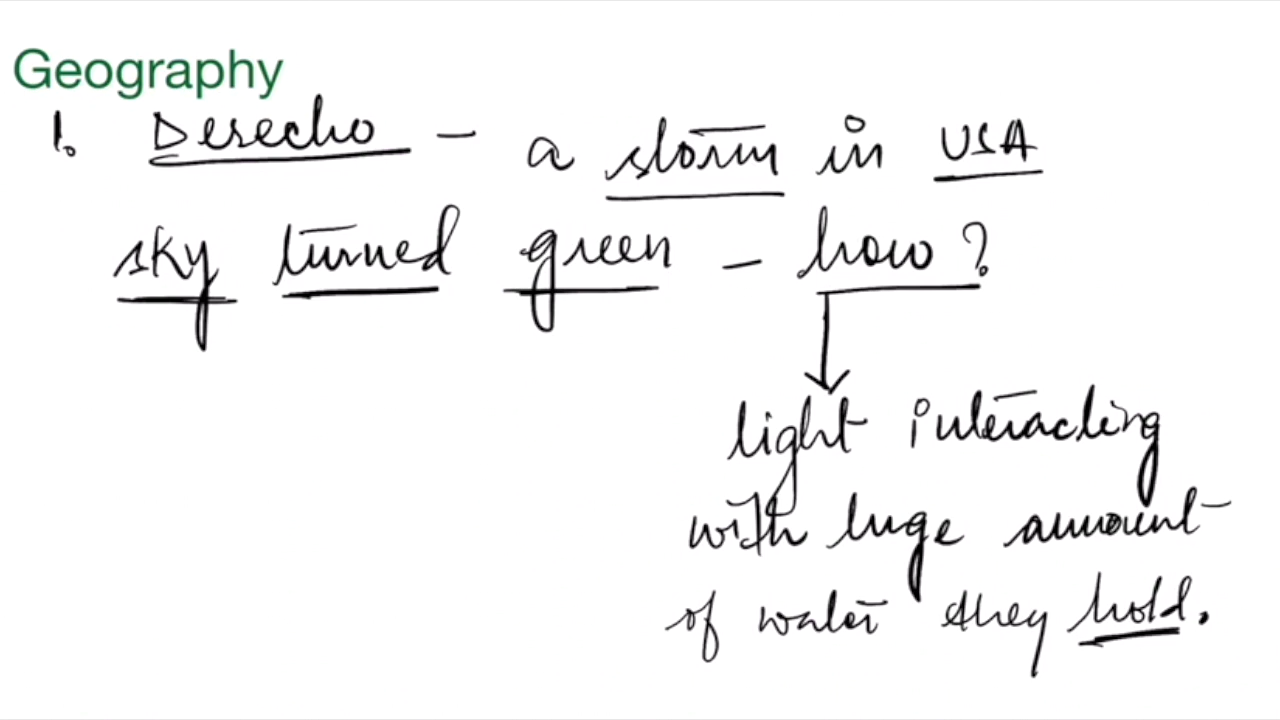 Geography
1. Derecho - a storm in USA
sky turned green - how?
light interacting
with huge amount
of water they hold.